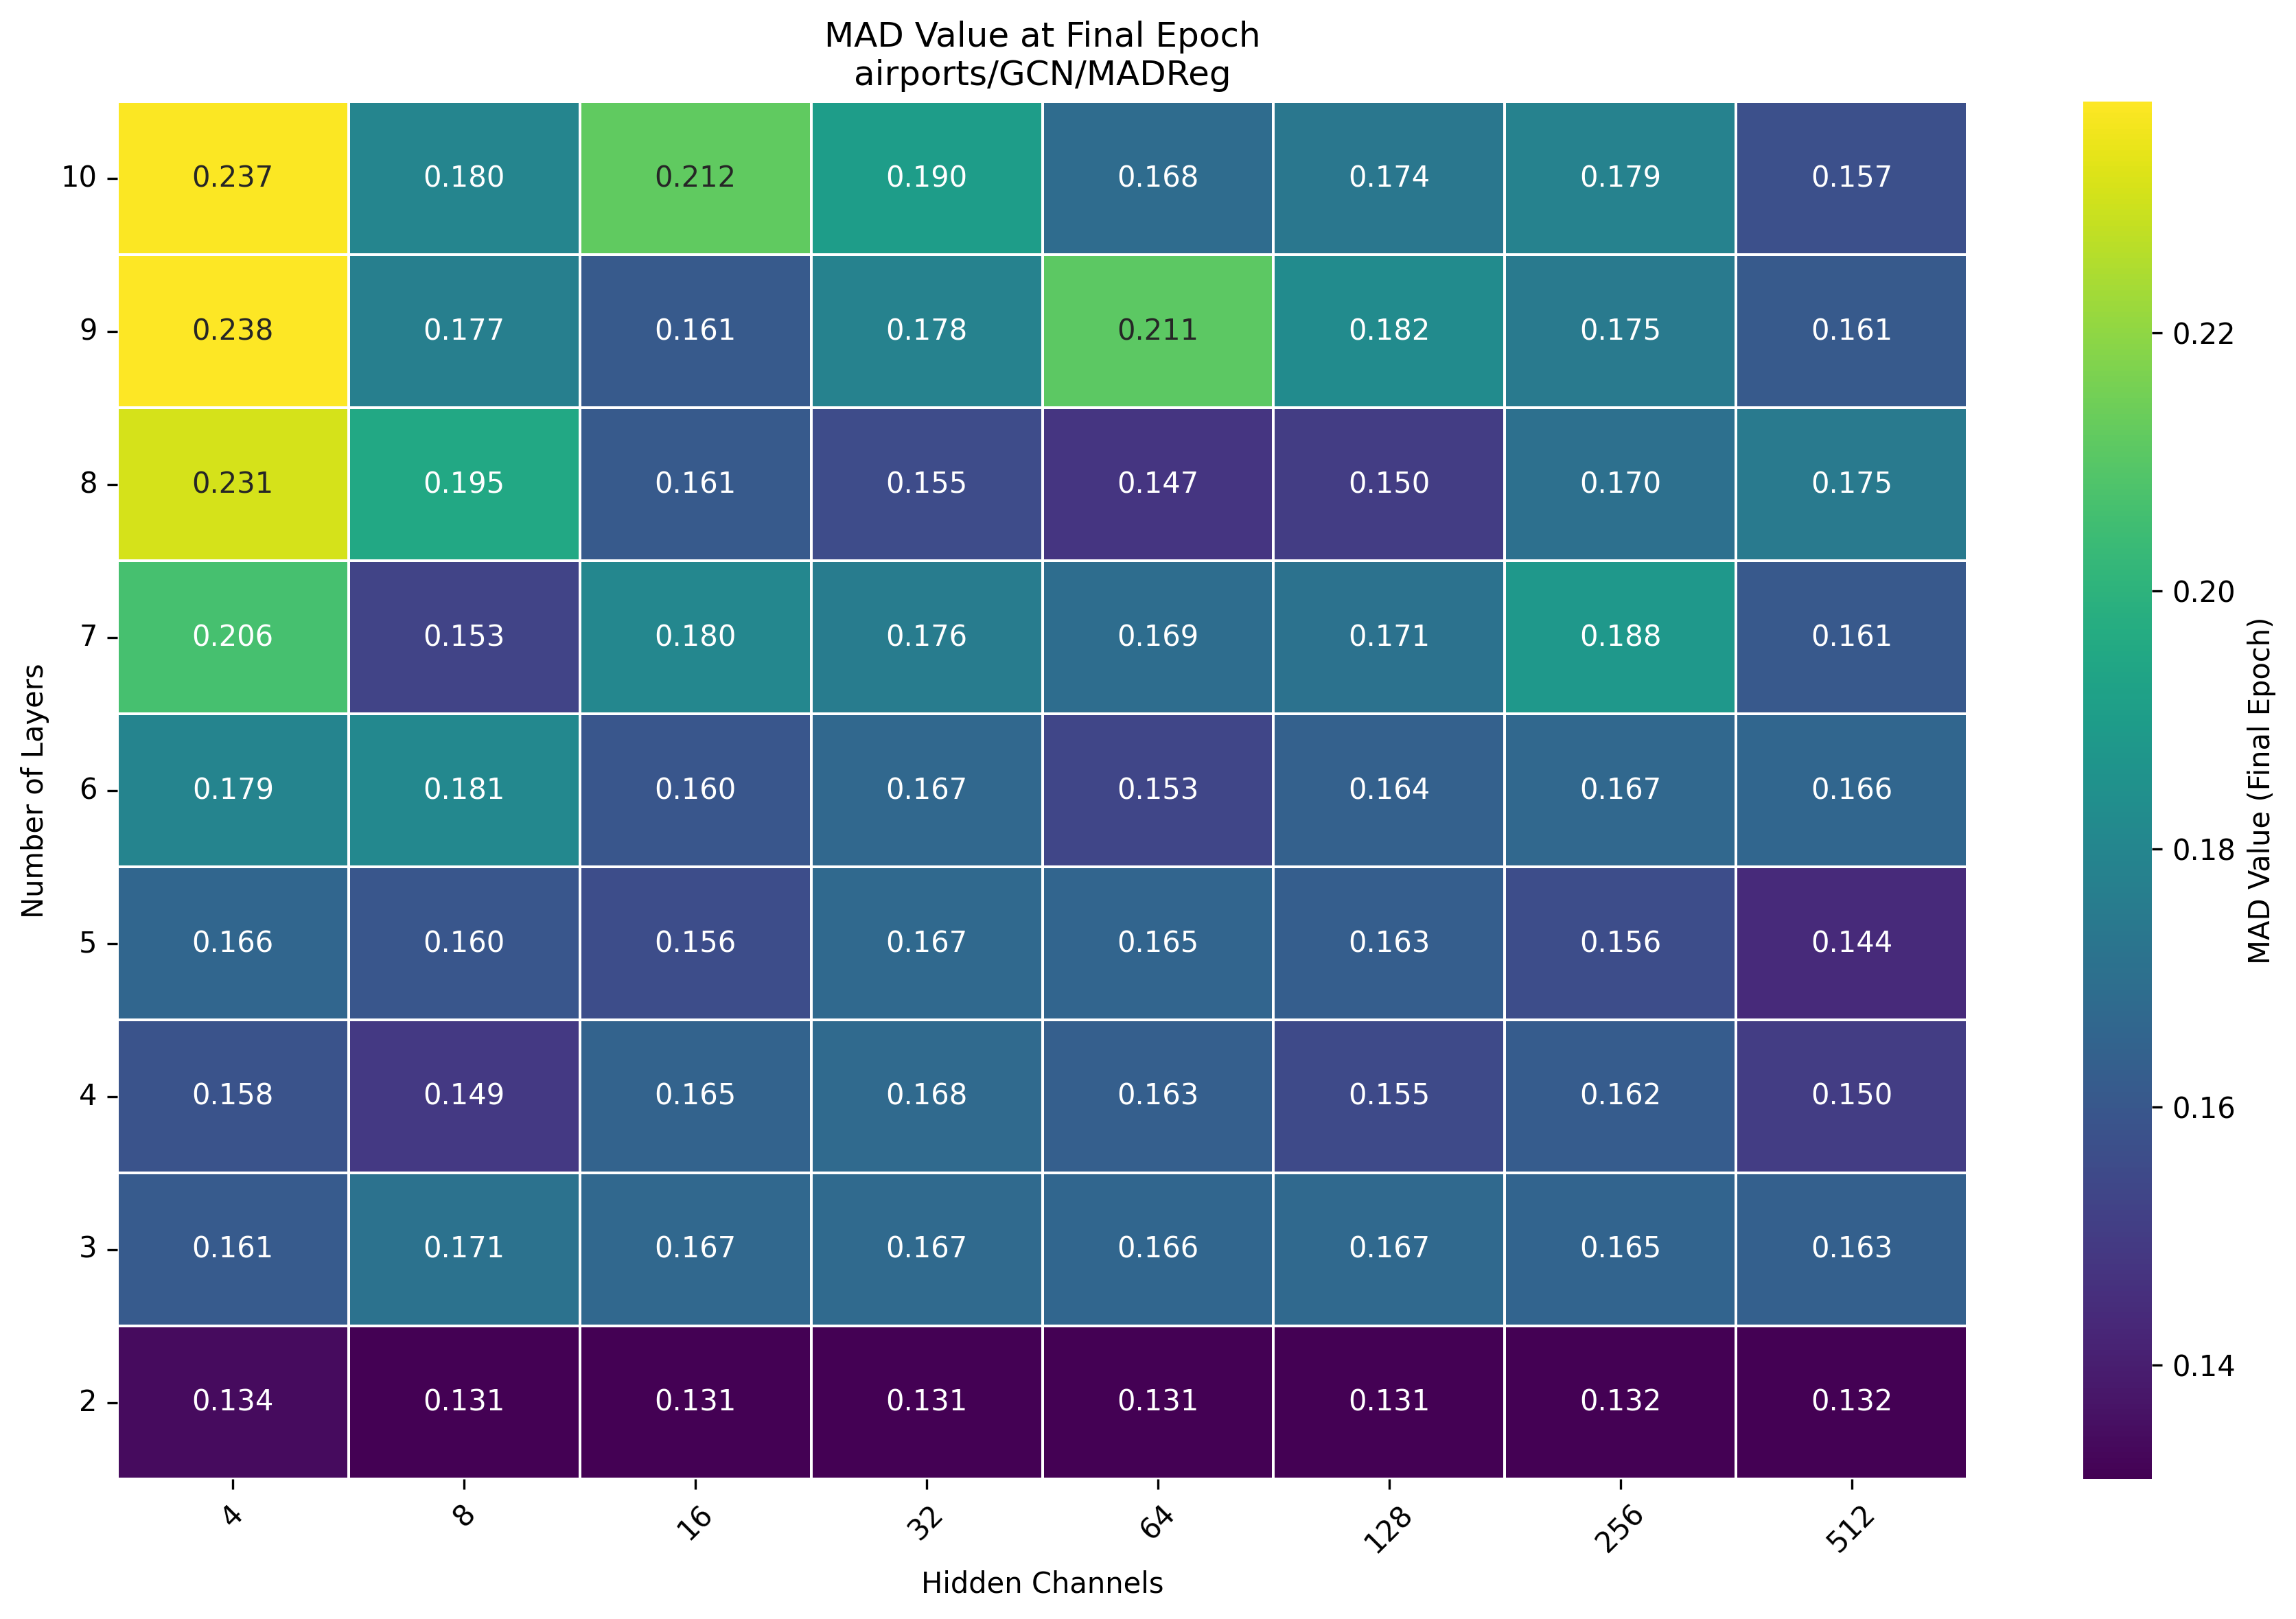 MAD Value at Final Epoch
airports/GCN/MADReg
Number of Layers
10 0.237 0.180 0.212 0.190 0.168 0.174 0.179 0.157
9 0.238 0.177 0.161 0.178 0.211 0.182 0.175 0.161
8 0.231 0.195 0.161 0.155 0.147 0.150 0.170 0.175
7 0.206 0.153 0.180 0.176 0.169 0.171 0.188 0.161
6 0.179 0.181 0.160 0.167 0.153 0.164 0.167 0.166
5 0.166 0.160 0.156 0.167 0.165 0.163 0.156 0.144
4 0.158 0.149 0.165 0.168 0.163 0.155 0.162 0.150
3 0.161 0.171 0.167 0.167 0.166 0.167 0.165 0.163
2 0.134 0.131 0.131 0.131 0.131 0.131 0.132 0.132
4 8 16 32 64 128 256 512
Hidden Channels
0.22
0.20
0.18
0.16
0.14
MAD Value (Final Epoch)